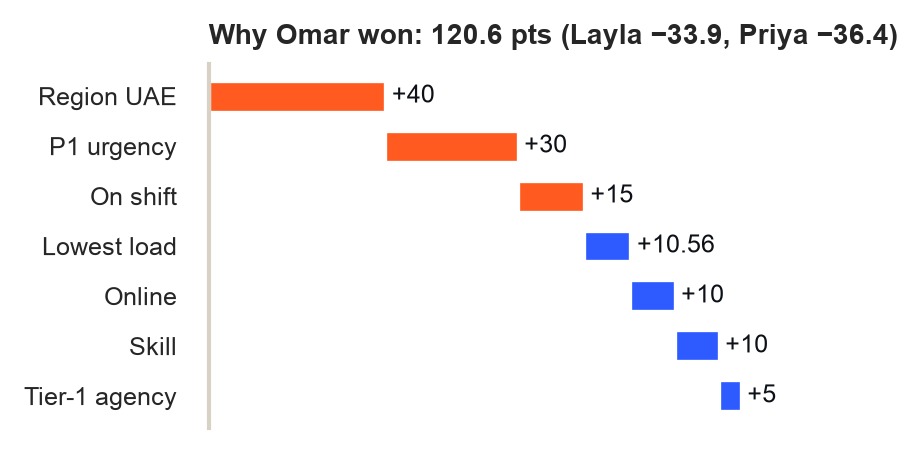 Why Omar won: 120.6 pts (Layla −33.9, Priya −36.4)
Region UAE +40
P1 urgency +30
On shift +15
Lowest load +10.56
Online +10
Skill +10
Tier-1 agency +5